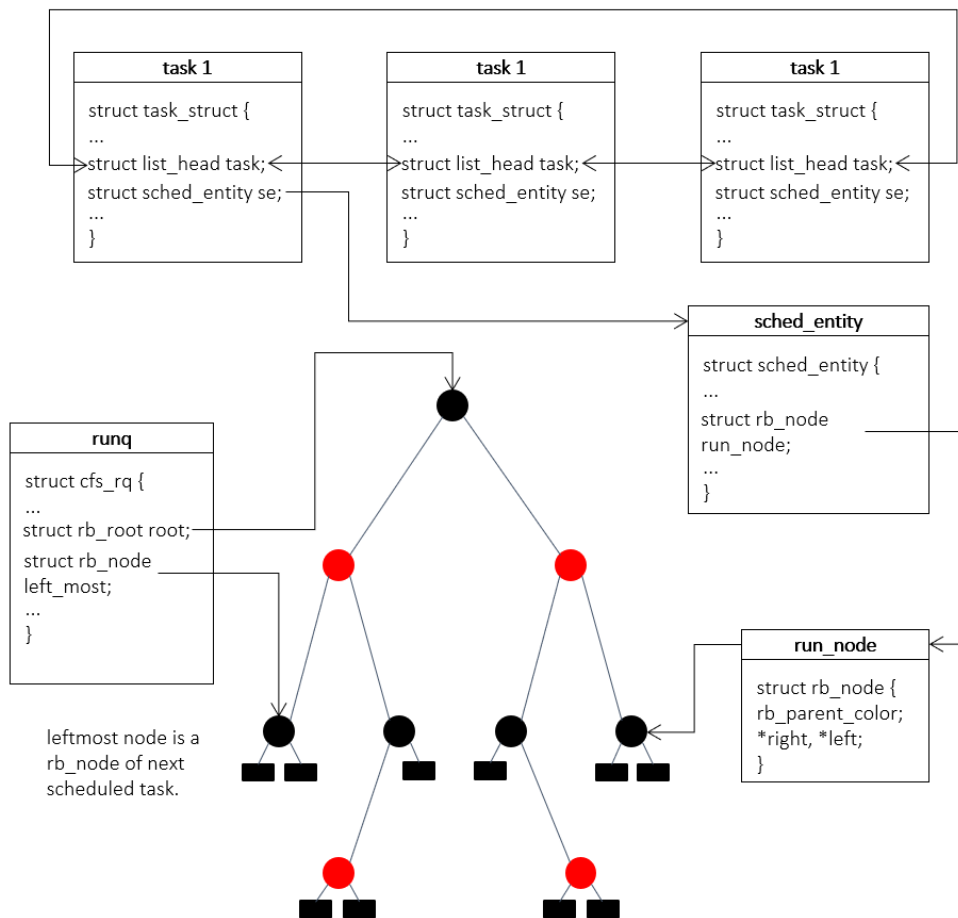 task 1
struct task_struct {
...
struct list_head task;
struct sched_entity se;
...
}
task 1
struct task_struct {
...
struct list_head task;
struct sched_entity se;
...
}
task 1
struct task_struct {
...
struct list_head task;
struct sched_entity se;
...
}
sched_entity
struct sched_entity {
...
struct rb_node
run_node;
...
}
runq
struct cfs_rq {
...
struct rb_root root;
struct rb_node
left_most;
...
}
run_node
struct rb_node {
rb_parent_color;
*right, *left;
}
leftmost node is a
rb_node of next
scheduled task.